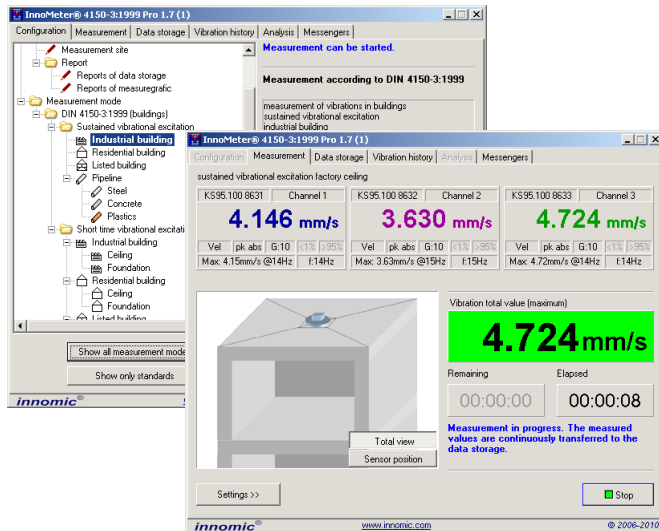 InnoMeter® 4150-3:1999 Pro 1.7 (1)
Configuration Measurement Data storage Vibration history Analysis Messengers
Measurement site
Report
Reports of data storage
Reports of measuregrafic
Measurement mode
DIN 4150-3:1999 (buildings)
Sustained vibrational excitation
Industrial building
Residential building
Listed building
Pipeline
Steel
Concrete
Plastics
Short time vibrational excitati
Industrial building
Ceiling
Foundation
Residential building
Ceiling
Foundation
Listed building
Measurement can be started.
Measurement according to DIN 4150-3:1999
measurement of vibrations in buildings
sustained vibrational excitation
industrial building
Show all measurement mode
Show only standards
innomic®
InnoMeter® 4150-3:1999 Pro 1.7 (1)
Configuration Measurement Data storage Vibration history Analysis Messengers
sustained vibrational excitation factory ceiling
KS95.100 8631 Channel 1 KS95.100 8632 Channel 2 KS95.100 8633 Channel 3
4.146 mm/s 3.630 mm/s 4.724 mm/s
Vel pk abs G:10 <1% >95% Vel pk abs G:10 <1% >95% Vel pk abs G:10 <1% >95%
Max: 4.15mm/s @14Hz f:14Hz Max: 3.63mm/s @15Hz f:15Hz Max: 4.72mm/s @14Hz f:14Hz
Vibration total value (maximum)
4.724 mm/s
Remaining Elapsed
00:00:00 00:00:08
Measurement in progress. The measured
values are continuously transferred to the
data storage.
Total view
Sensor position
Settings >> Stop
innomic® www.innomic.com © 2006-2010